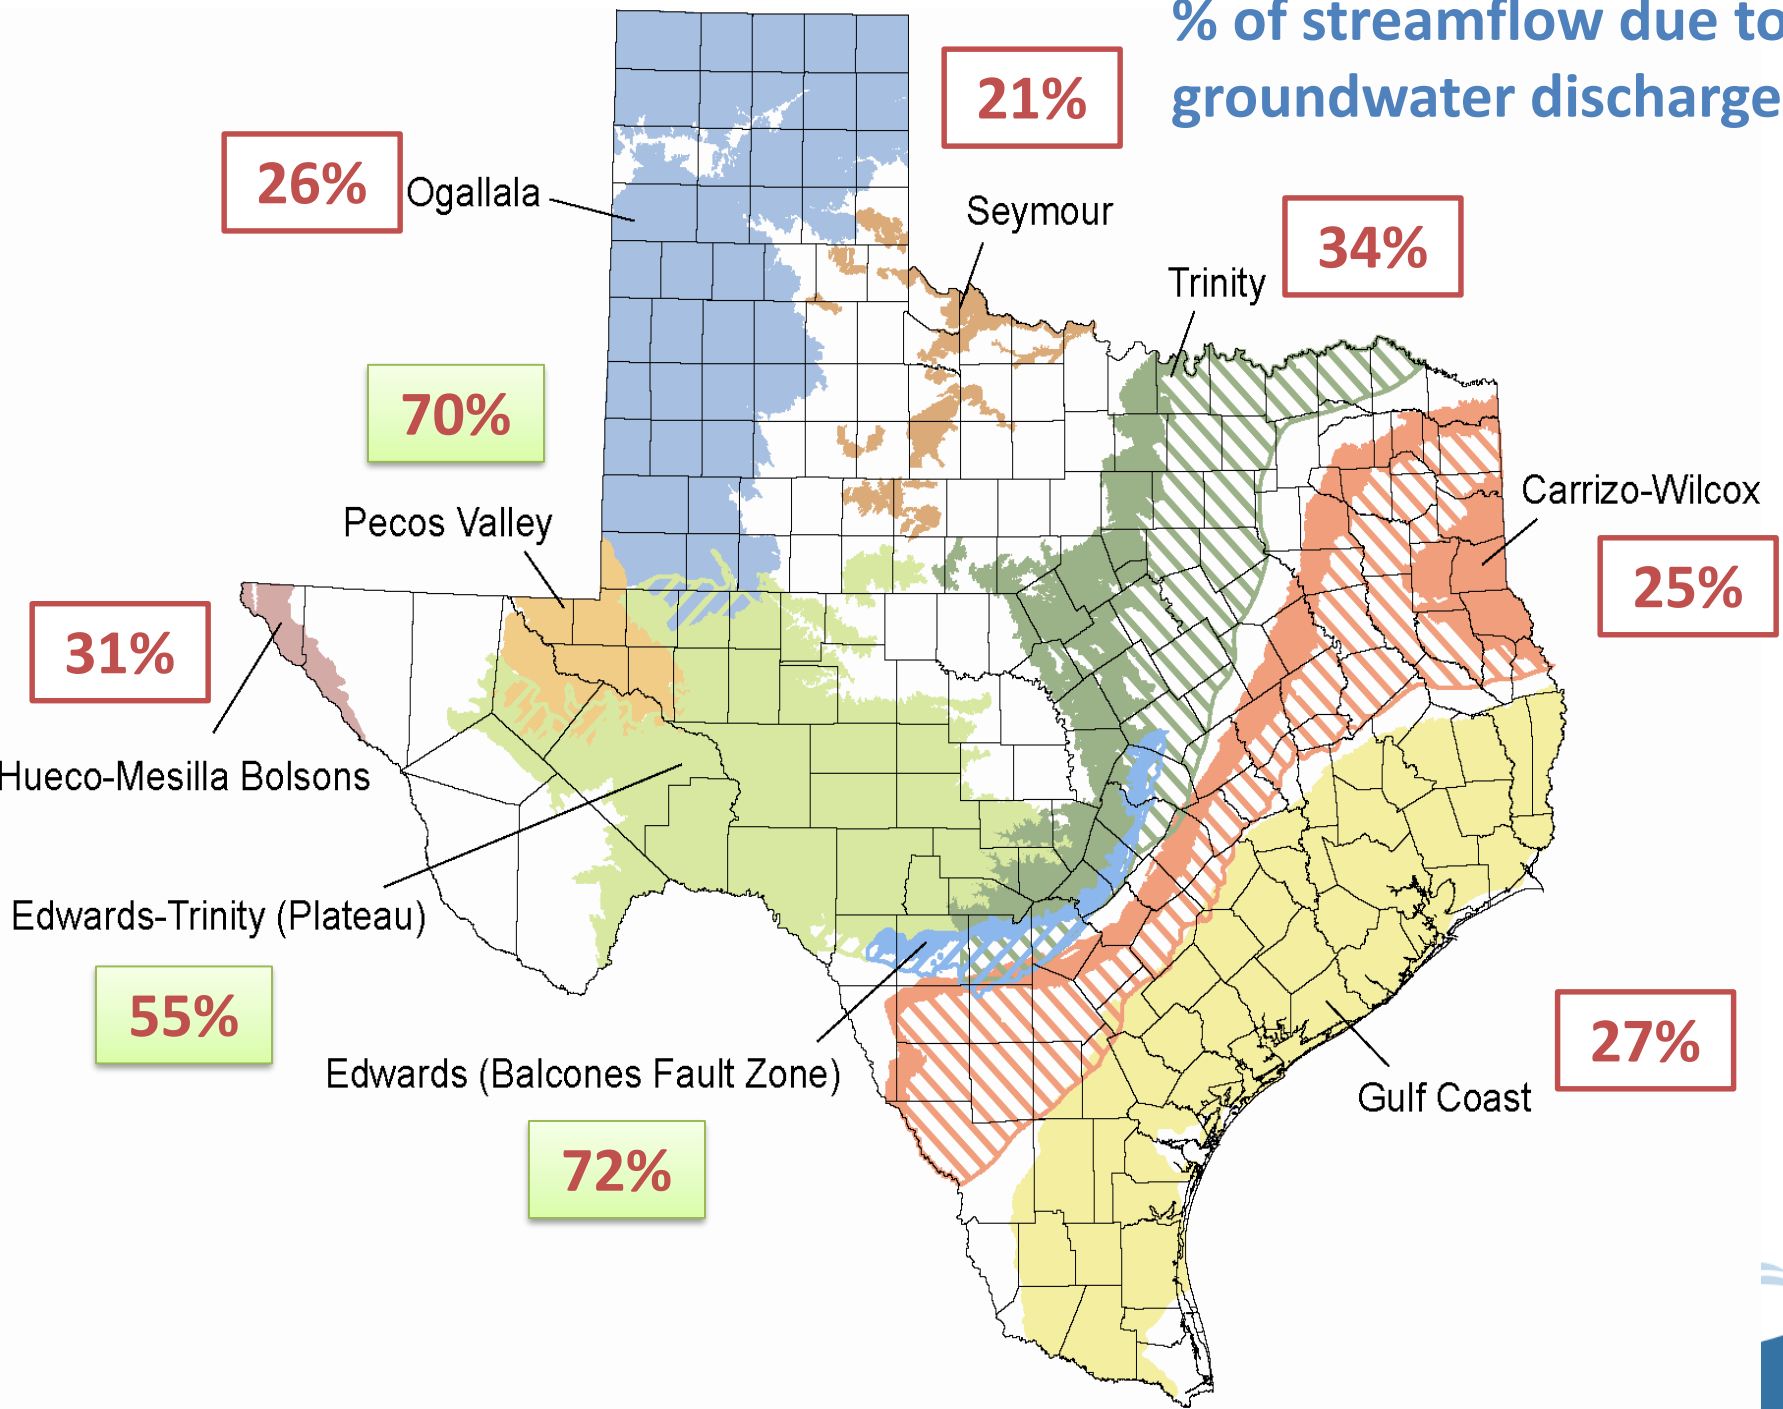 % of streamflow due to
groundwater discharge
21%
26%
Ogallala
Seymour
34%
Trinity
70%
Pecos Valley
Carrizo-Wilcox
25%
31%
Hueco-Mesilla Bolsons
Edwards-Trinity (Plateau)
55%
Edwards (Balcones Fault Zone)
72%
27%
Gulf Coast